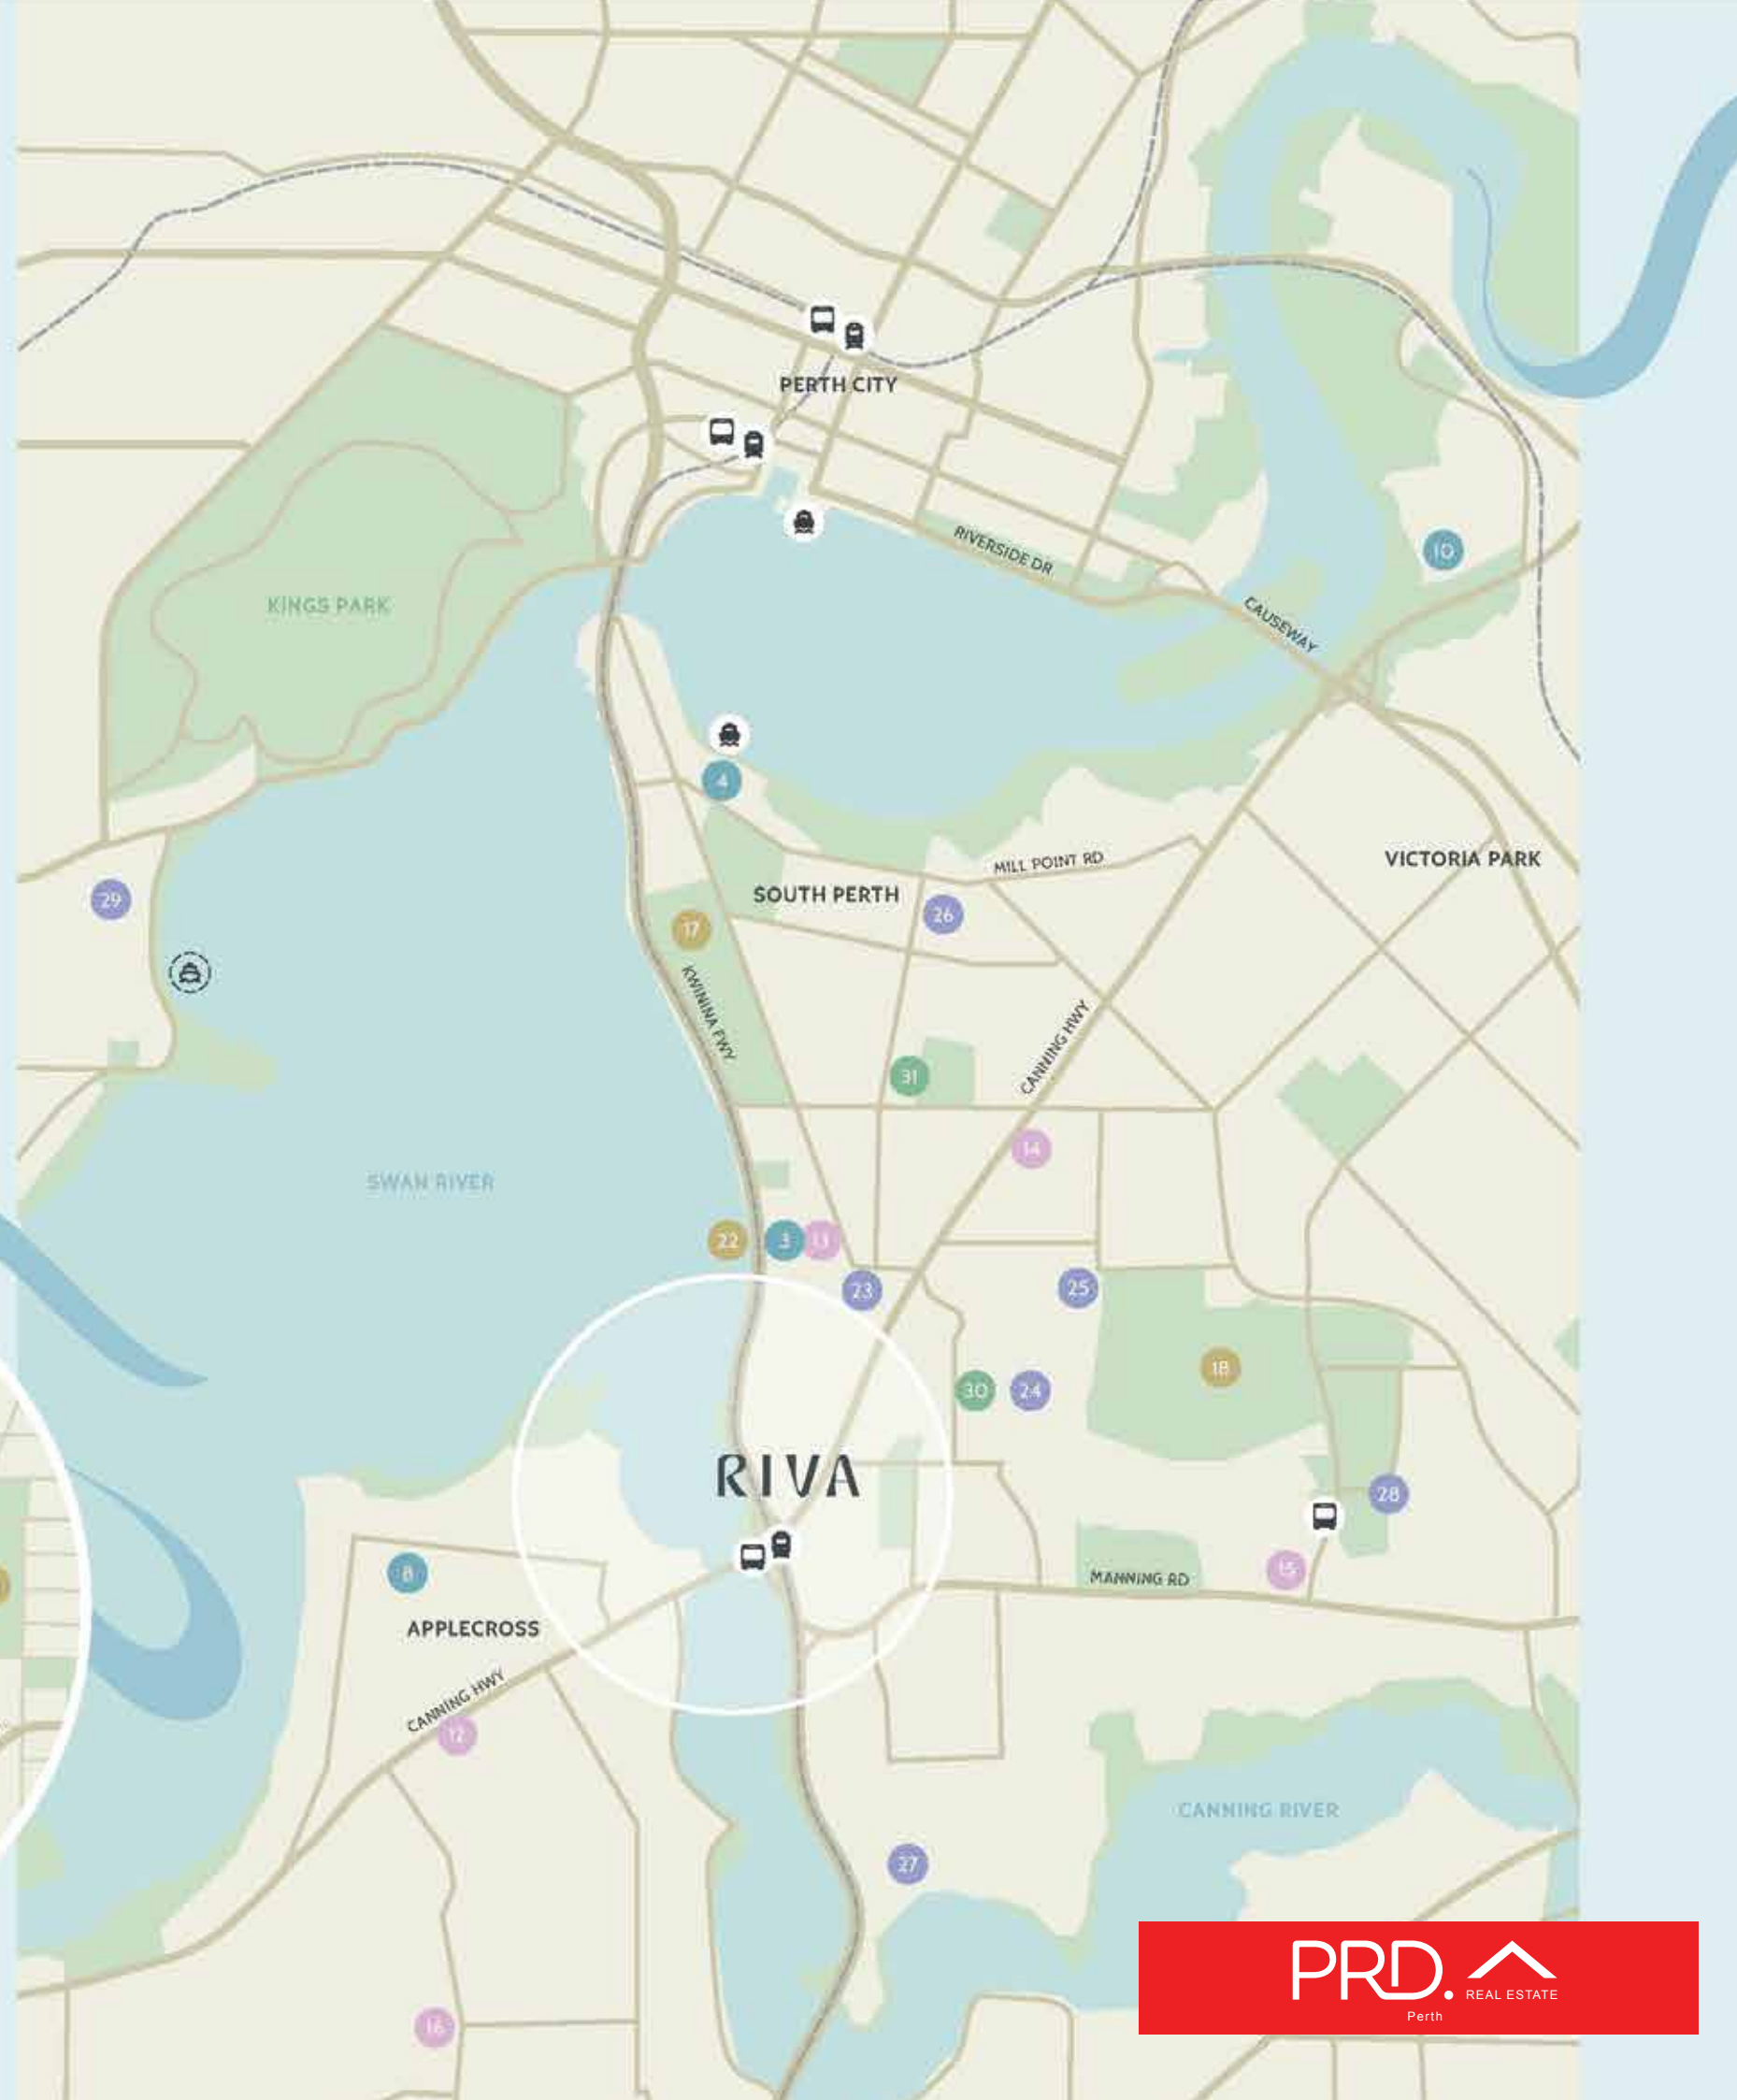 PERTH CITY
RIVERSIDE DR
10
KINGS PARK
CAUSEWAY
4
MILL POINT RD
VICTORIA PARK
29
SOUTH PERTH
26
17
KWININA FWY
CANNING HWY
31
14
SWAN RIVER
22
3
13
23
25
18
30
24
RIVA
28
8
15
MANNING RD
APPLECROSS
CANNING HWY
12
CANNING RIVER
27
PRD.
REAL ESTATE
Perth
16